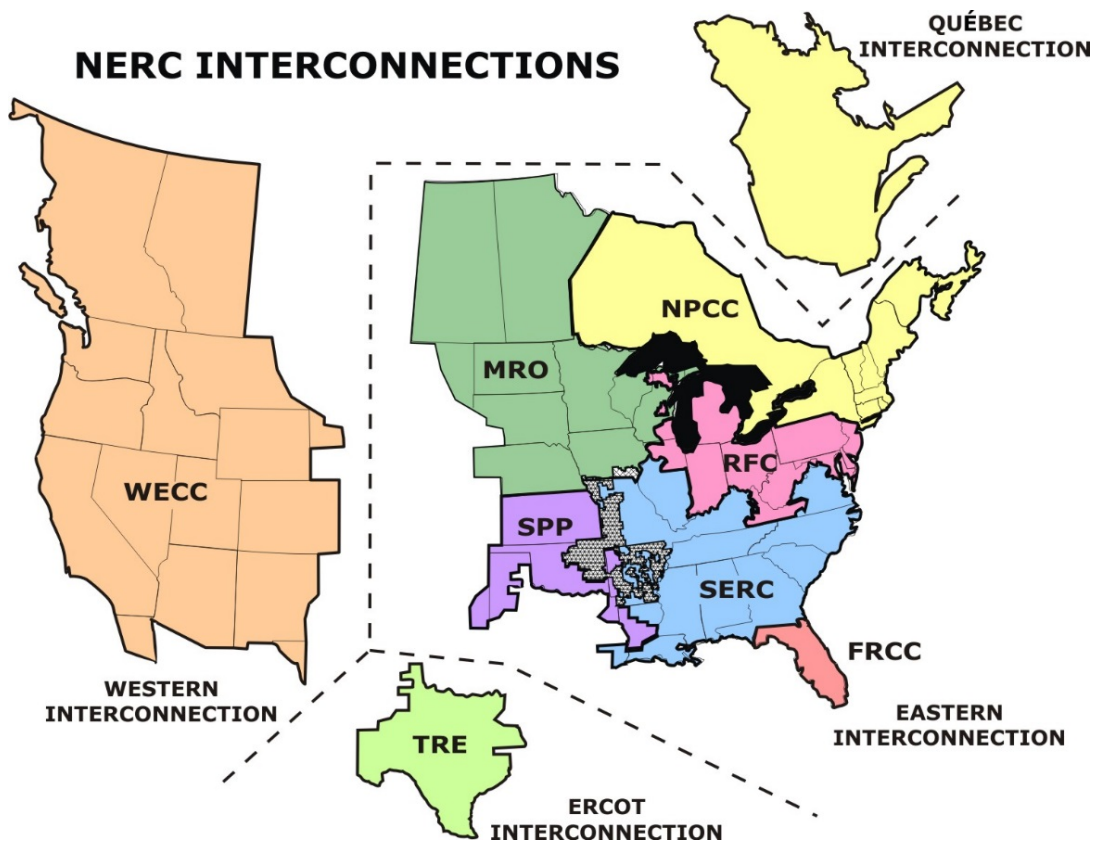 NERC INTERCONNECTIONS
QUÉBEC
INTERCONNECTION
NPCC
MRO
RFC
WECC
SPP
SERC
FRCC
WESTERN
INTERCONNECTION
EASTERN
INTERCONNECTION
TRE
ERCOT
INTERCONNECTION